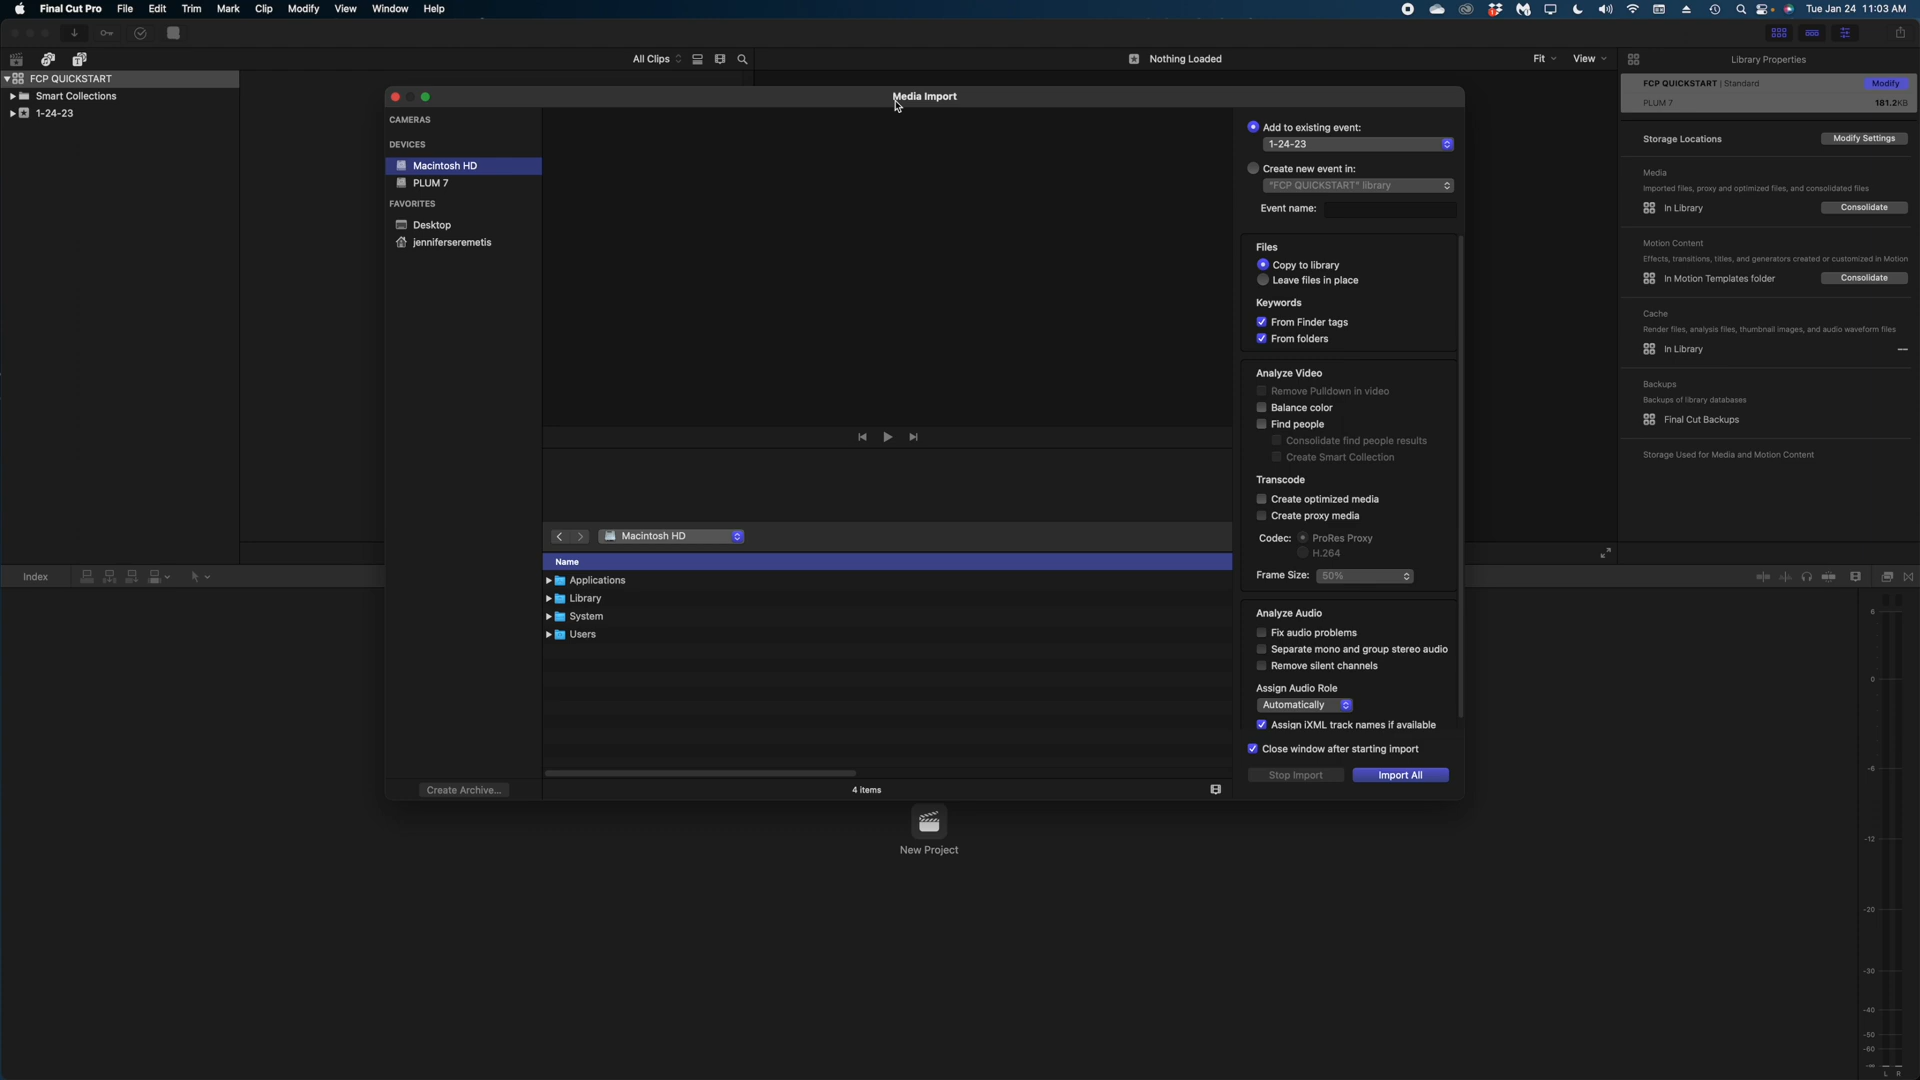 Final Cut Pro File Edit Trim Mark Clip Modify View Window Help Tue Jan 24 11:03 AM
All Clips Nothing Loaded Fit View Library Properties
FCP QUICKSTART
Smart Collections
1-24-23
FCP QUICKSTART | Standard Modify
PLUM 7 181.2KB
Storage Locations Modify Settings
Media
Imported files, proxy and optimized files, and consolidated files
In Library Consolidate
Motion Content
Effects, transitions, titles, and generators created or customized in Motion
In Motion Templates folder Consolidate
Cache
Render files, analysis files, thumbnail images, and audio waveform files
In Library
Backups
Backups of library databases
Final Cut Backups
Storage Used for Media and Motion Content
Media Import
CAMERAS
DEVICES
Macintosh HD
PLUM 7
FAVORITES
Desktop
jenniferseremetis
Create Archive...
Macintosh HD
Name
Applications
Library
System
Users
4 items
Add to existing event:
1-24-23
Create new event in:
"FCP QUICKSTART" library
Event name:
Files
Copy to library
Leave files in place
Keywords
From Finder tags
From folders
Analyze Video
Remove Pulldown in video
Balance color
Find people
Consolidate find people results
Create Smart Collection
Transcode
Create optimized media
Create proxy media
Codec: ProRes Proxy
H.264
Frame Size: 50%
Analyze Audio
Fix audio problems
Separate mono and group stereo audio
Remove silent channels
Assign Audio Role
Automatically
Assign iXML track names if available
Close window after starting import
Stop Import Import All
Index
New Project
6
0
-6
-12
-20
-30
-40
-50
-60
-∞
L R